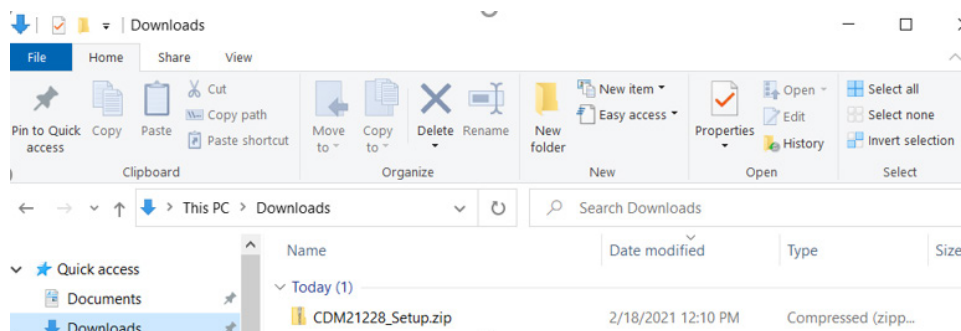 Downloads
File Home Share View
Pin to Quick access
Copy
Paste
Cut
Copy path
Paste shortcut
Clipboard
Move to
Copy to
Delete
Rename
Organize
New folder
New item
Easy access
New
Properties
Open
Edit
History
Open
Select all
Select none
Invert selection
Select
This PC > Downloads
Search Downloads
Name Date modified Type Size
Quick access
Documents
Downloads
Today (1)
CDM21228_Setup.zip 2/18/2021 12:10 PM Compressed (zipp...